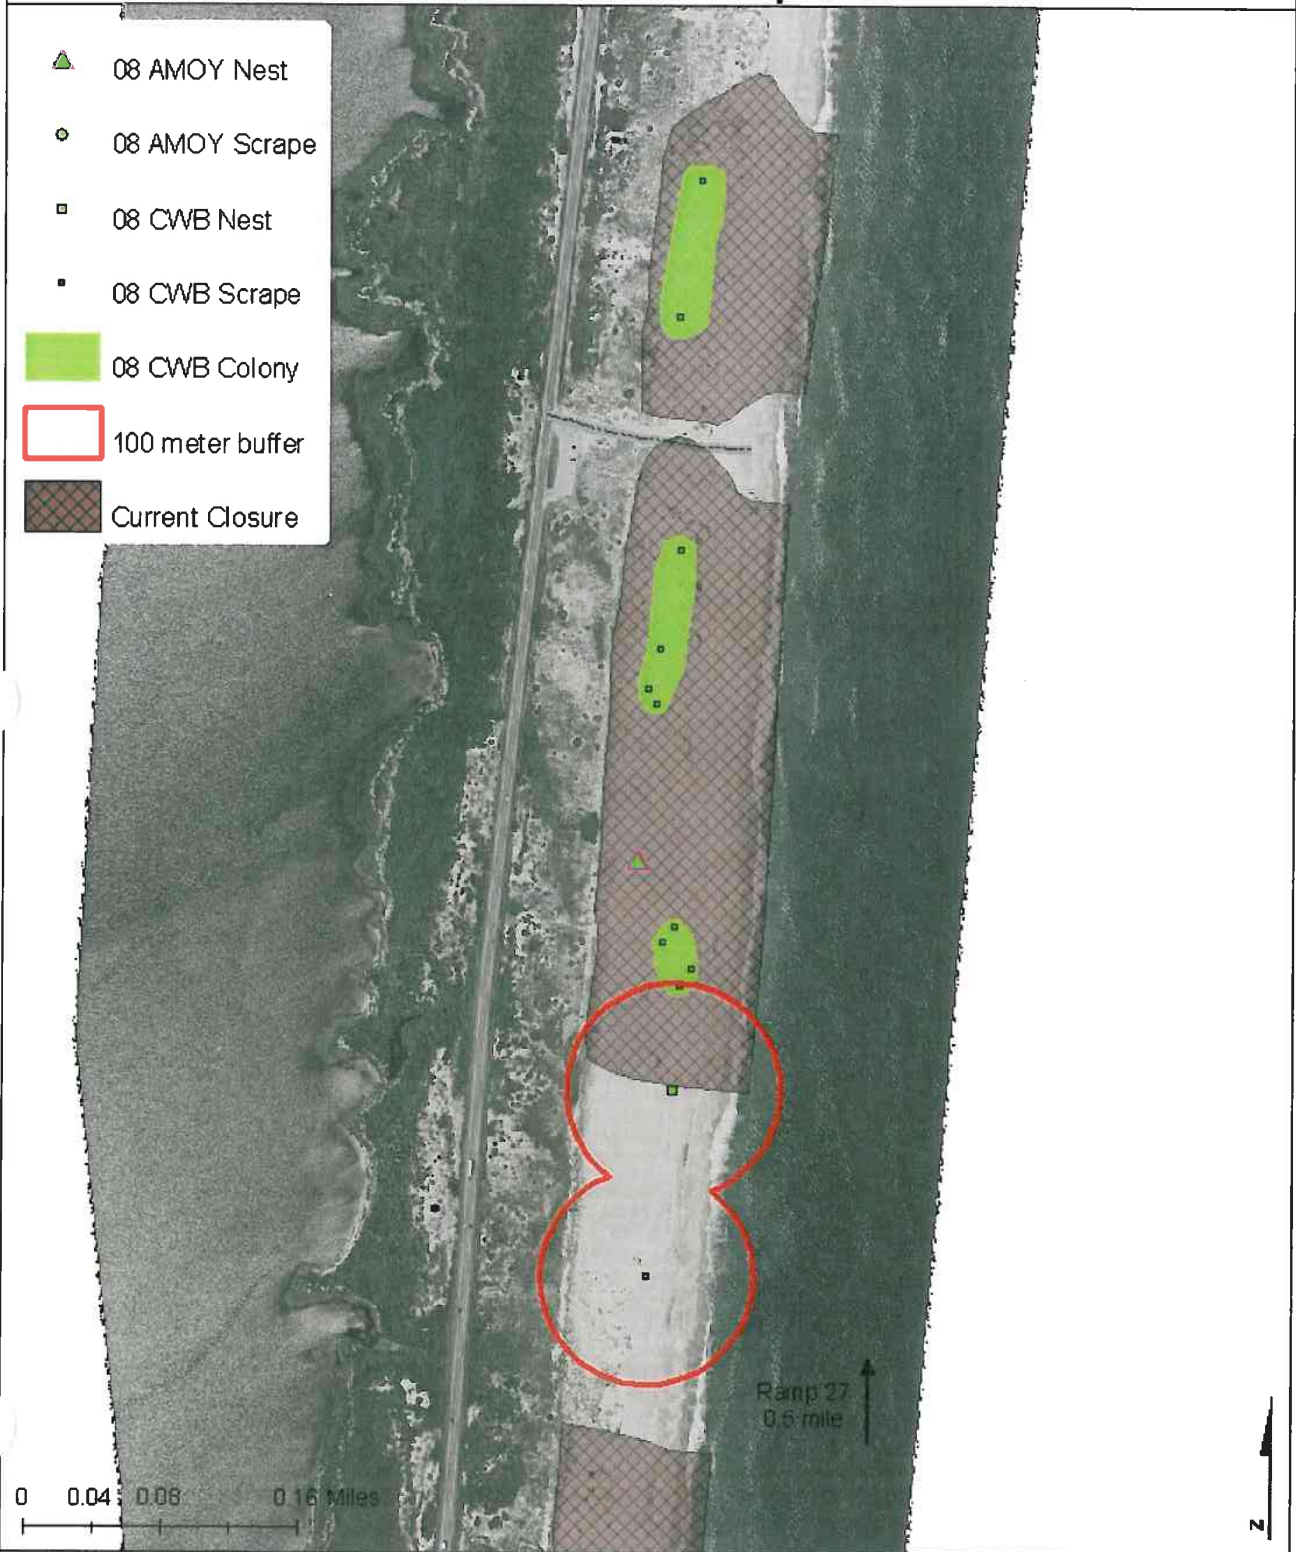 08 AMOY Nest
08 AMOY Scrape
08 CWB Nest
08 CWB Scrape
08 CWB Colony
100 meter buffer
Current Closure
Ramp 27
0.5 mile
0 0.04 0.08 0.16 Miles
N